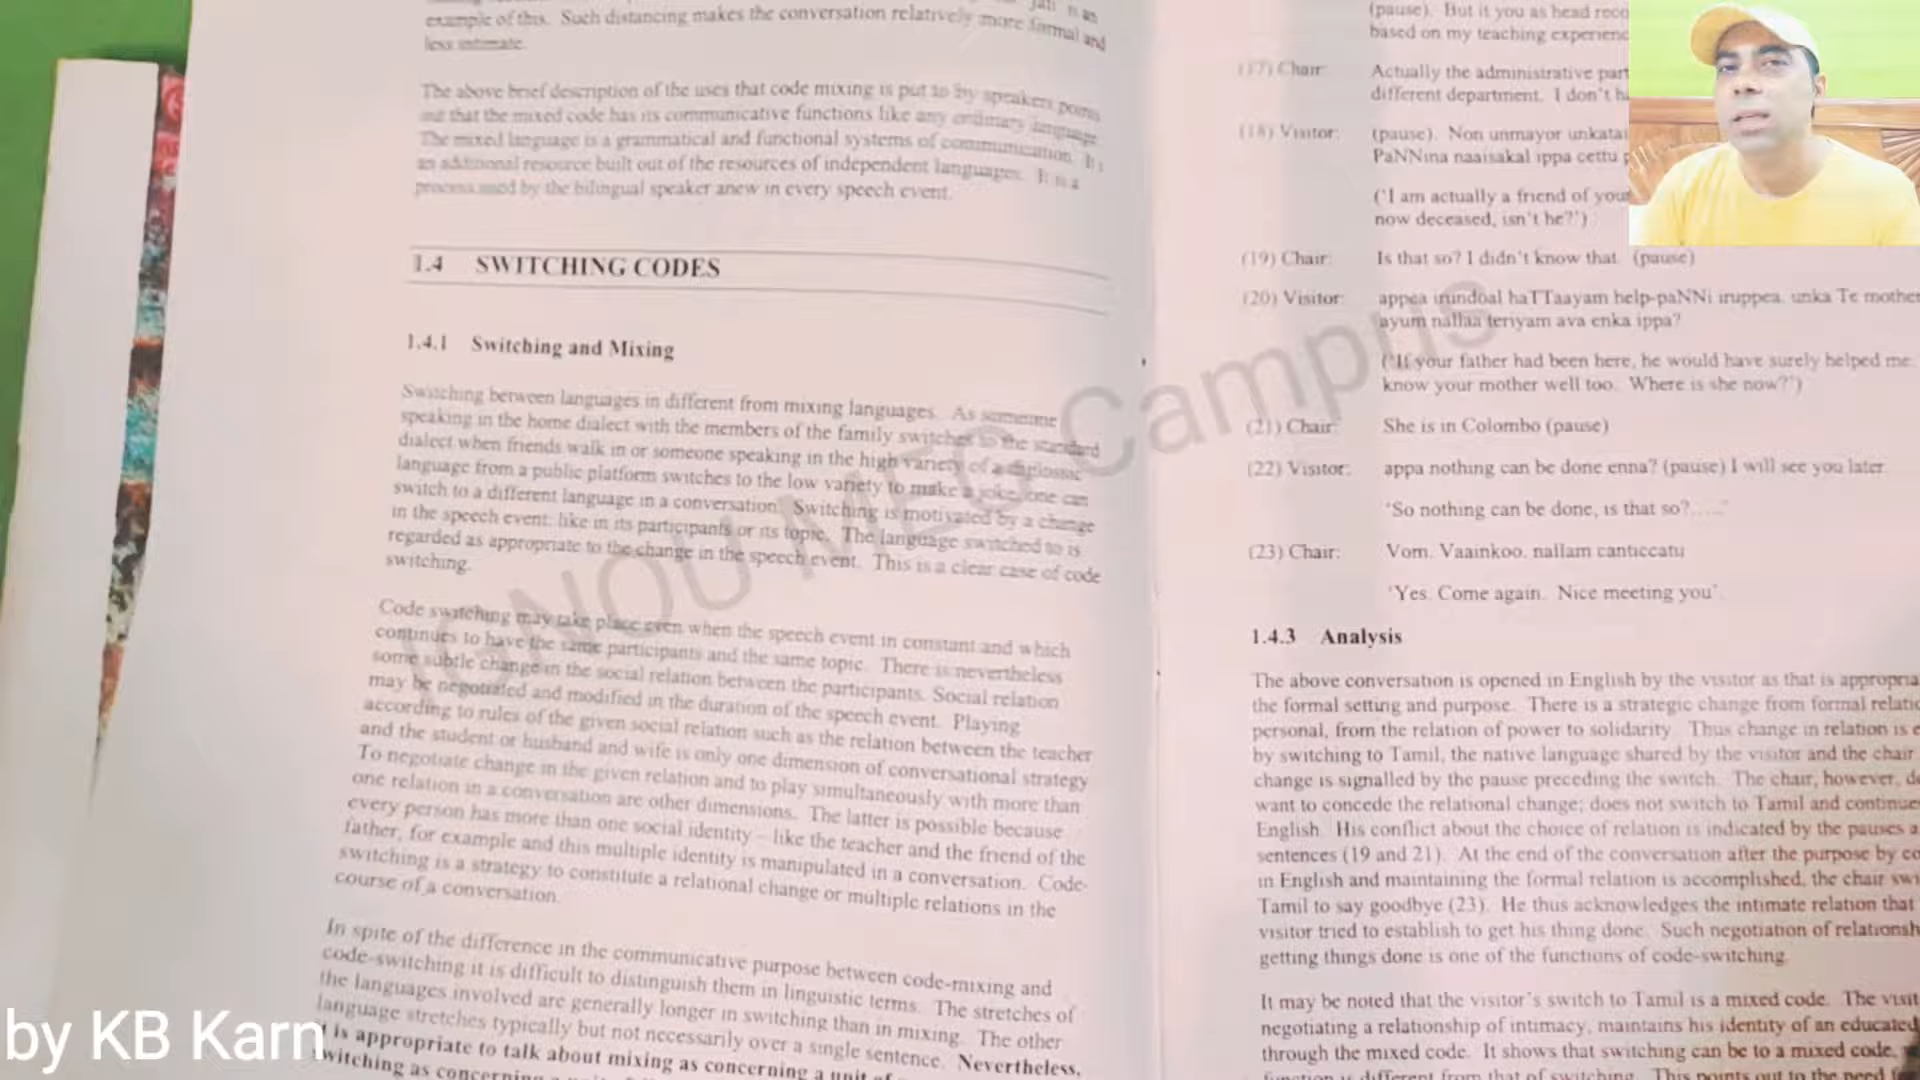 example of this. Such distancing makes the conversation relatively more formal and
less intimate.
The above brief description of the uses that code mixing is put to by speakers points
out that the mixed code has its communicative functions like any ordinary language.
The mixed language is a grammatical and functional systems of communication. It is
an additional resource built out of the resources of independent languages. It is a
process used by the bilingual speaker anew in every speech event.
1.4 SWITCHING CODES
1.4.1 Switching and Mixing
Switching between languages in different from mixing languages. As someone
speaking in the home dialect with the members of the family switches to the standard
dialect when friends walk in or someone speaking in the high variety of a diglossic
language from a public platform switches to the low variety to make a joke, one can
switch to a different language in a conversation. Switching is motivated by a change
in the speech event, like in its participants or its topic. The language switched to is
regarded as appropriate to the change in the speech event. This is a clear case of code
switching.
Code switching may take place even when the speech event in constant and which
continues to have the same participants and the same topic. There is nevertheless
some subtle change in the social relation between the participants. Social relation
may be negotiated and modified in the duration of the speech event. Playing
according to rules of the given social relation such as the relation between the teacher
and the student or husband and wife is only one dimension of conversational strategy
To negotiate change in the given relation and to play simultaneously with more than
one relation in a conversation are other dimensions. The latter is possible because
every person has more than one social identity – like the teacher and the friend of the
father, for example and this multiple identity is manipulated in a conversation. Code-
switching is a strategy to constitute a relational change or multiple relations in the
course of a conversation.
In spite of the difference in the communicative purpose between code-mixing and
code-switching it is difficult to distinguish them in linguistic terms. The stretches of
the languages involved are generally longer in switching than in mixing. The other
language stretches typically but not necessarily over a single sentence. Nevertheless,
it is appropriate to talk about mixing as concerning a unit of
switching as concerning a
(pause). But it you as head
based on my teaching
(17) Chair: Actually the administrative part
different department. I don't
(18) Visitor: (pause). Non unmayor
PaNNina naaisakal ippa cettu
('I am actually a friend of
now deceased, isn't he?')
(19) Chair: Is that so? I didn't know that. (pause)
(20) Visitor: appea irundoal haTTaayam help-paNNi iruppea. unka Te mother
ayum nallaa teriyam ava enka ippa?
('If your father had been here, he would have surely helped me.
know your mother well too. Where is she now?')
(21) Chair: She is in Colombo (pause)
(22) Visitor: appa nothing can be done enna? (pause) I will see you later.
'So nothing can be done, is that so?.....'
(23) Chair: Vom. Vaainkoo. nallam canticcatu
'Yes. Come again. Nice meeting you'.
1.4.3 Analysis
The above conversation is opened in English by the visitor as that is
the formal setting and purpose. There is a strategic change from formal
personal, from the relation of power to solidarity. Thus change in relation is
by switching to Tamil, the native language shared by the visitor and the chair
change is signalled by the pause preceding the switch. The chair, however,
want to concede the relational change; does not switch to Tamil and
English. His conflict about the choice of relation is indicated by the pauses
sentences (19 and 21). At the end of the conversation after the purpose by
in English and maintaining the formal relation is accomplished, the chair
Tamil to say goodbye (23). He thus acknowledges the intimate relation that
visitor tried to establish to get his thing done. Such negotiation of
getting things done is one of the functions of code-switching.
It may be noted that the visitor's switch to Tamil is a mixed code. The
negotiating a relationship of intimacy, maintains his identity of an educated
through the mixed code. It shows that switching can be to a mixed code,
function is different from that of switching. This points out to the need
IGNOU MEG Campus
by KB Karn